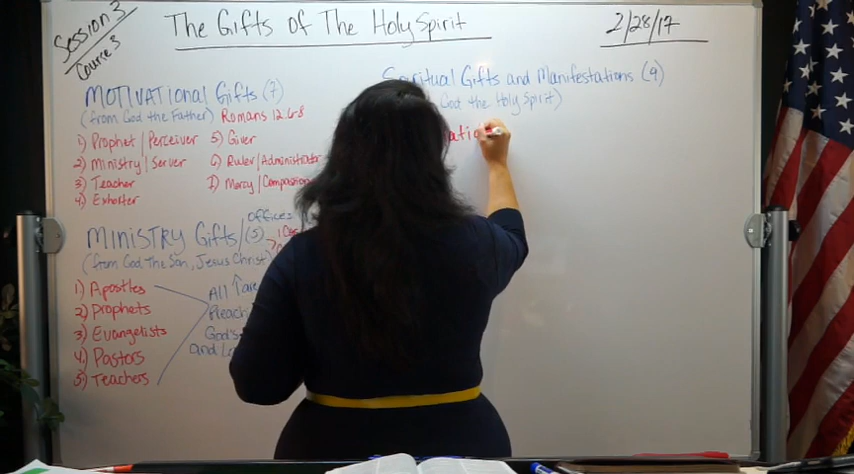 Session 3
Course 3
The Gifts of The Holy Spirit
2/28/17
MOTIVATIONAL Gifts (7)
(from God the Father) Romans 12:6-8
1) Prophet/Perceiver
2) Ministry/Server
3) Teacher
4) Exhorter
5) Giver
6) Ruler/Administrator
7) Mercy/Compassion
MINISTRY Gifts/offices (5)
(from God The Son, Jesus Christ)
1) Apostles
2) Prophets
3) Evangelists
4) Pastors
5) Teachers
All are
God's
and
Spiritual Gifts and Manifestations (9)
God the Holy Spirit)